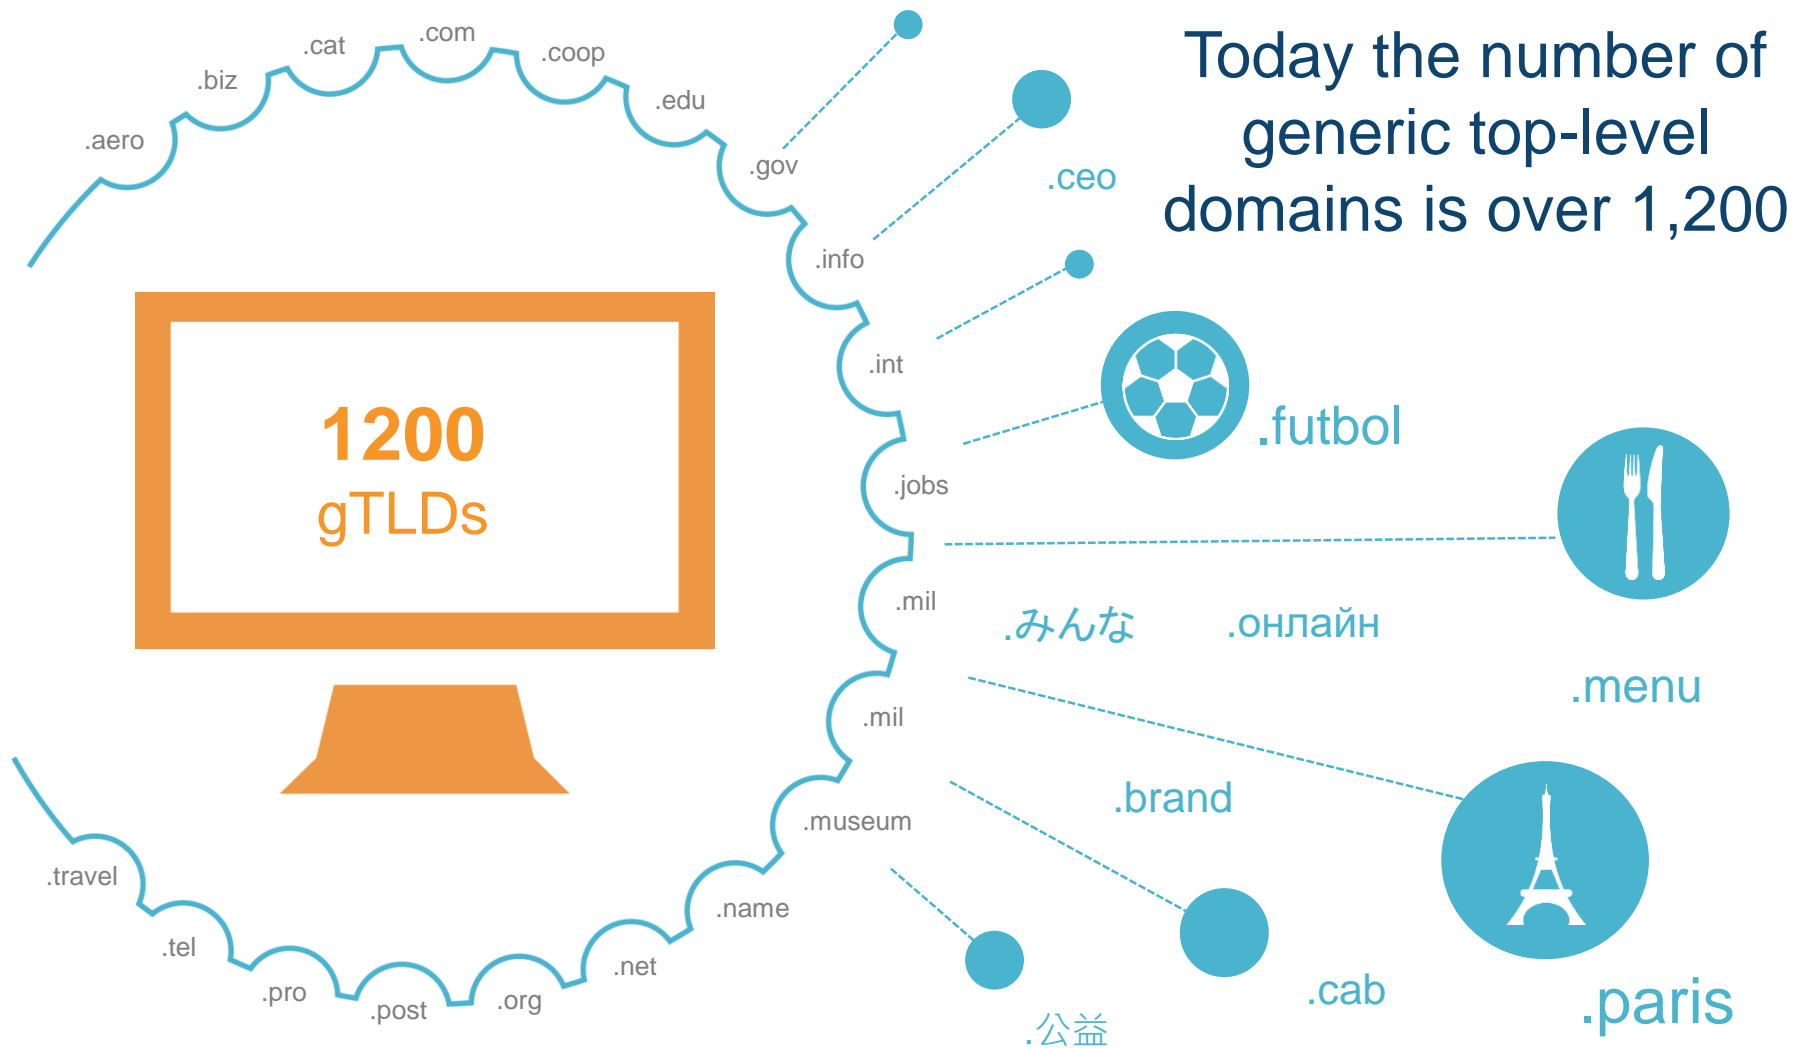 Today the number of
generic top-level
domains is over 1,200
.aero
.biz
.cat
.com
.coop
.edu
.gov
.info
.int
.jobs
.mil
.mil
.museum
.name
.net
.org
.post
.pro
.tel
.travel
1200
gTLDs
.ceo
.futbol
.みんな
.онлайн
.menu
.brand
.cab
.paris
.公益